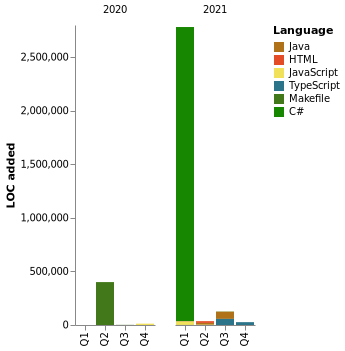 2020 2021
Language
Java
HTML
JavaScript
TypeScript
Makefile
C#
LOC added
2,500,000
2,000,000
1,500,000
1,000,000
500,000
0
Q1 Q2 Q3 Q4 Q1 Q2 Q3 Q4